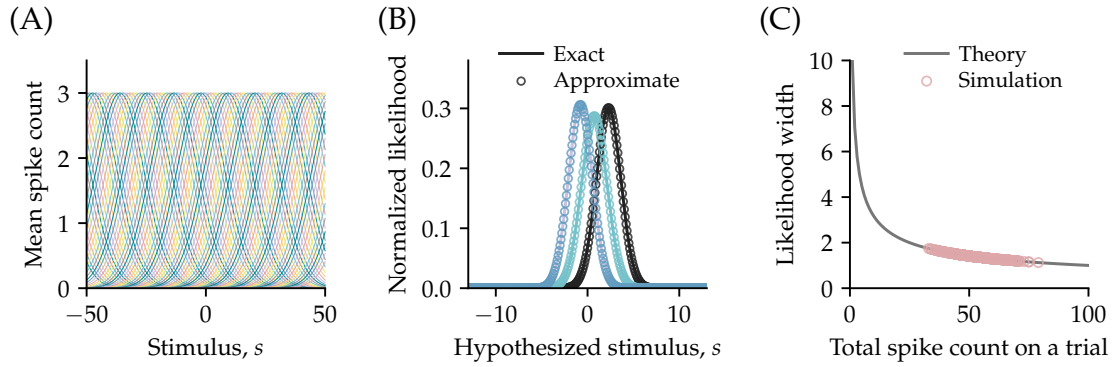 (A)
Mean spike count
3
2
1
0
−50
0
50
Stimulus, s
(B)
Exact
Approximate
Normalized likelihood
0.3
0.2
0.1
0.0
−10
0
10
Hypothesized stimulus, s
(C)
Theory
Simulation
Likelihood width
10
8
6
4
2
0
0
50
100
Total spike count on a trial